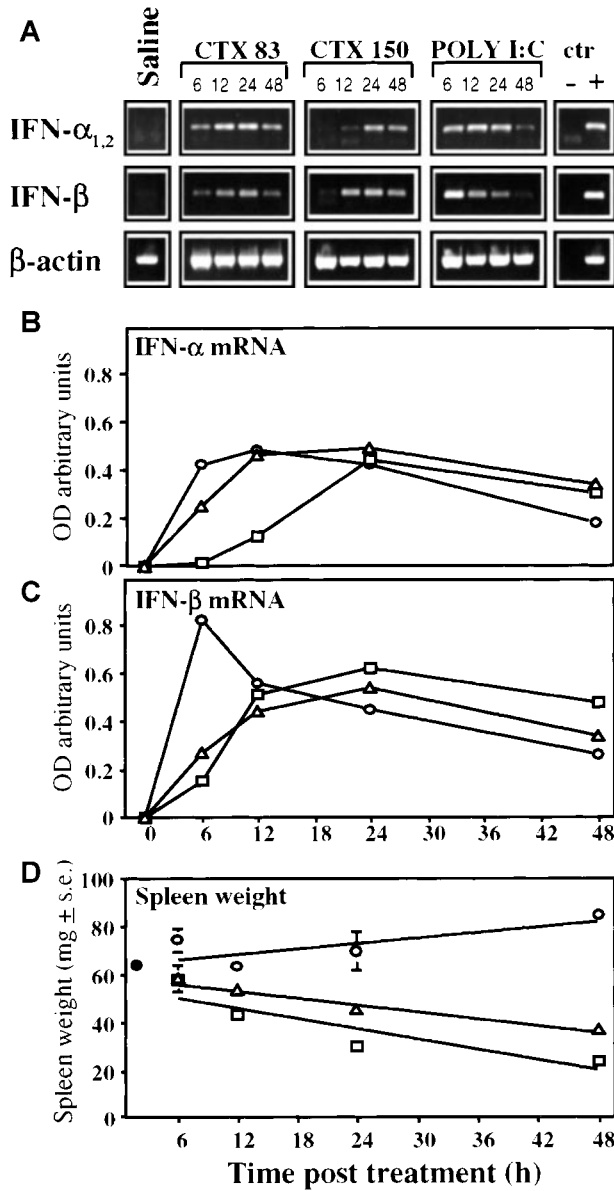 A
Saline
CTX 83
CTX 150
POLY I:C
ctr
6 12 24 48
6 12 24 48
6 12 24 48
- +
IFN-α1,2
IFN-β
β-actin
B
IFN-α mRNA
OD arbitrary units
0.8
0.6
0.4
0.2
0
C
IFN-β mRNA
OD arbitrary units
0.8
0.6
0.4
0.2
0
0 6 12 18 24 30 36 42 48
D
Spleen weight
Spleen weight (mg ± s.e.)
100
80
60
40
20
0
6 12 18 24 30 36 42 48
Time post treatment (h)